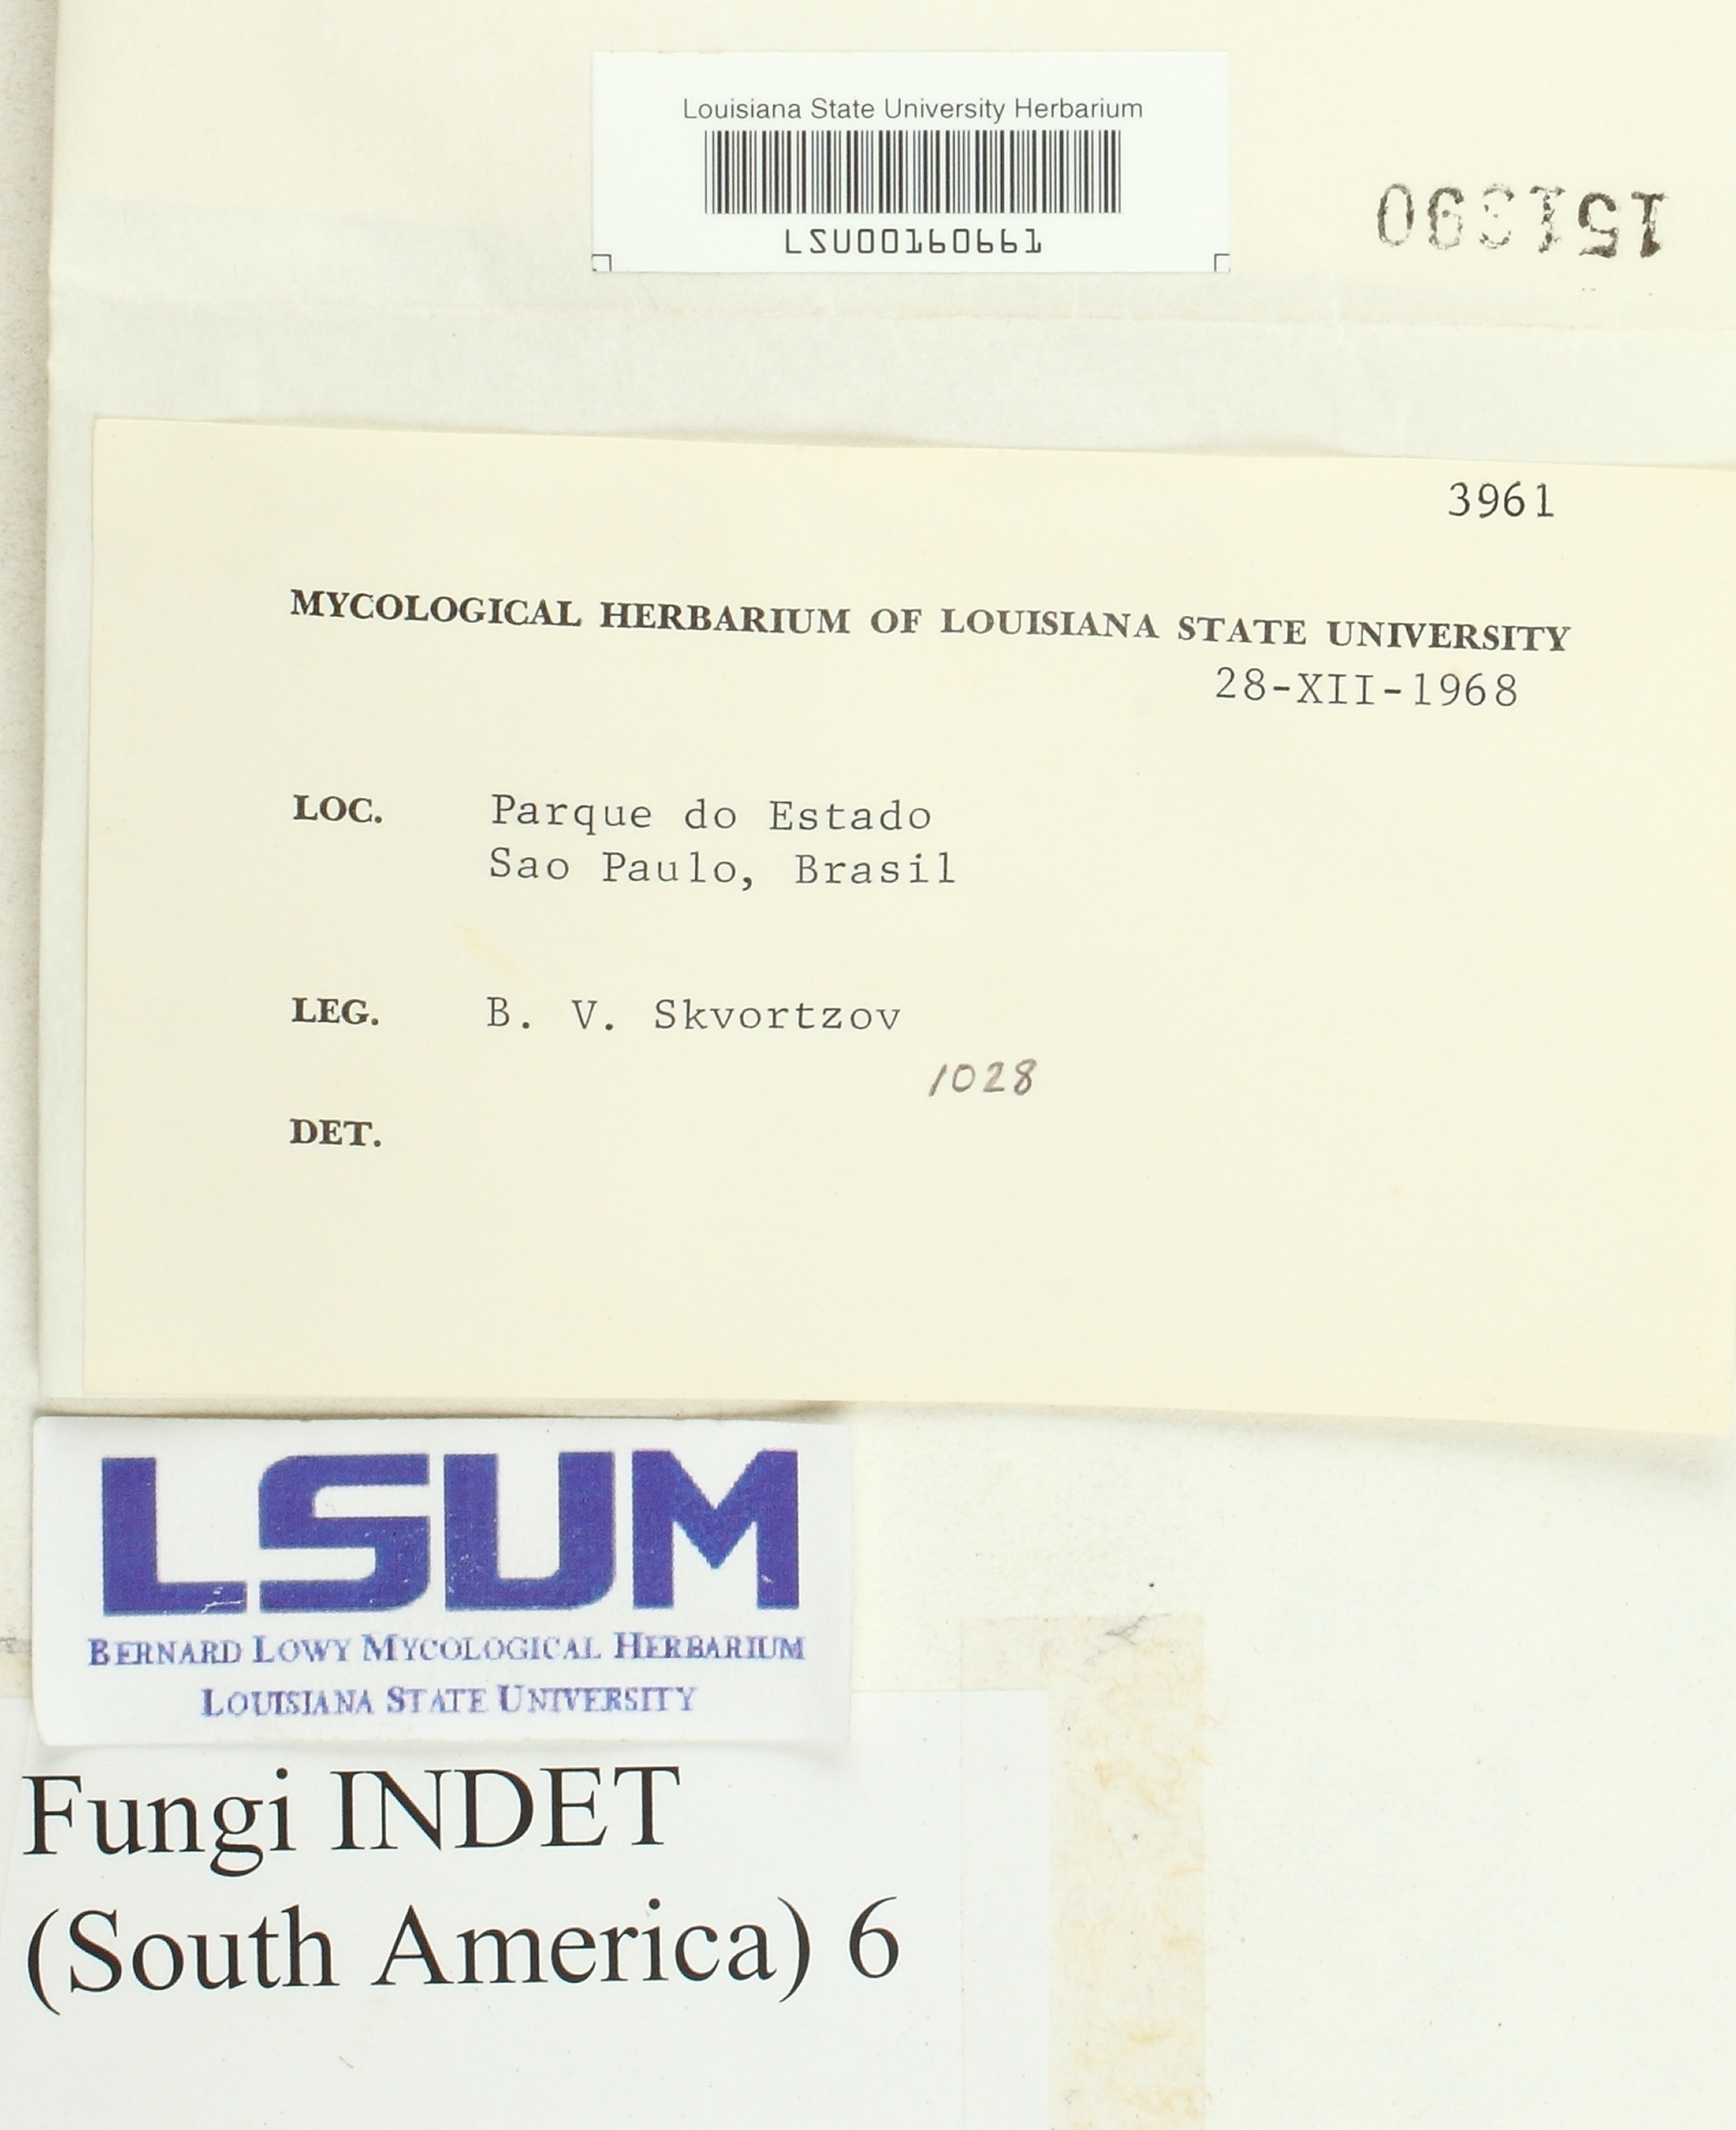 Louisiana State University Herbarium
LSU00160661
151390
3961
MYCOLOGICAL HERBARIUM OF LOUISIANA STATE UNIVERSITY
28-XII-1968
LOC. Parque do Estado
Sao Paulo, Brasil
LEG. B. V. Skvortzov
1028
DET.
LSUM
BERNARD LOWY MYCOLOGICAL HERBARIUM
LOUISIANA STATE UNIVERSITY
Fungi INDET
(South America) 6